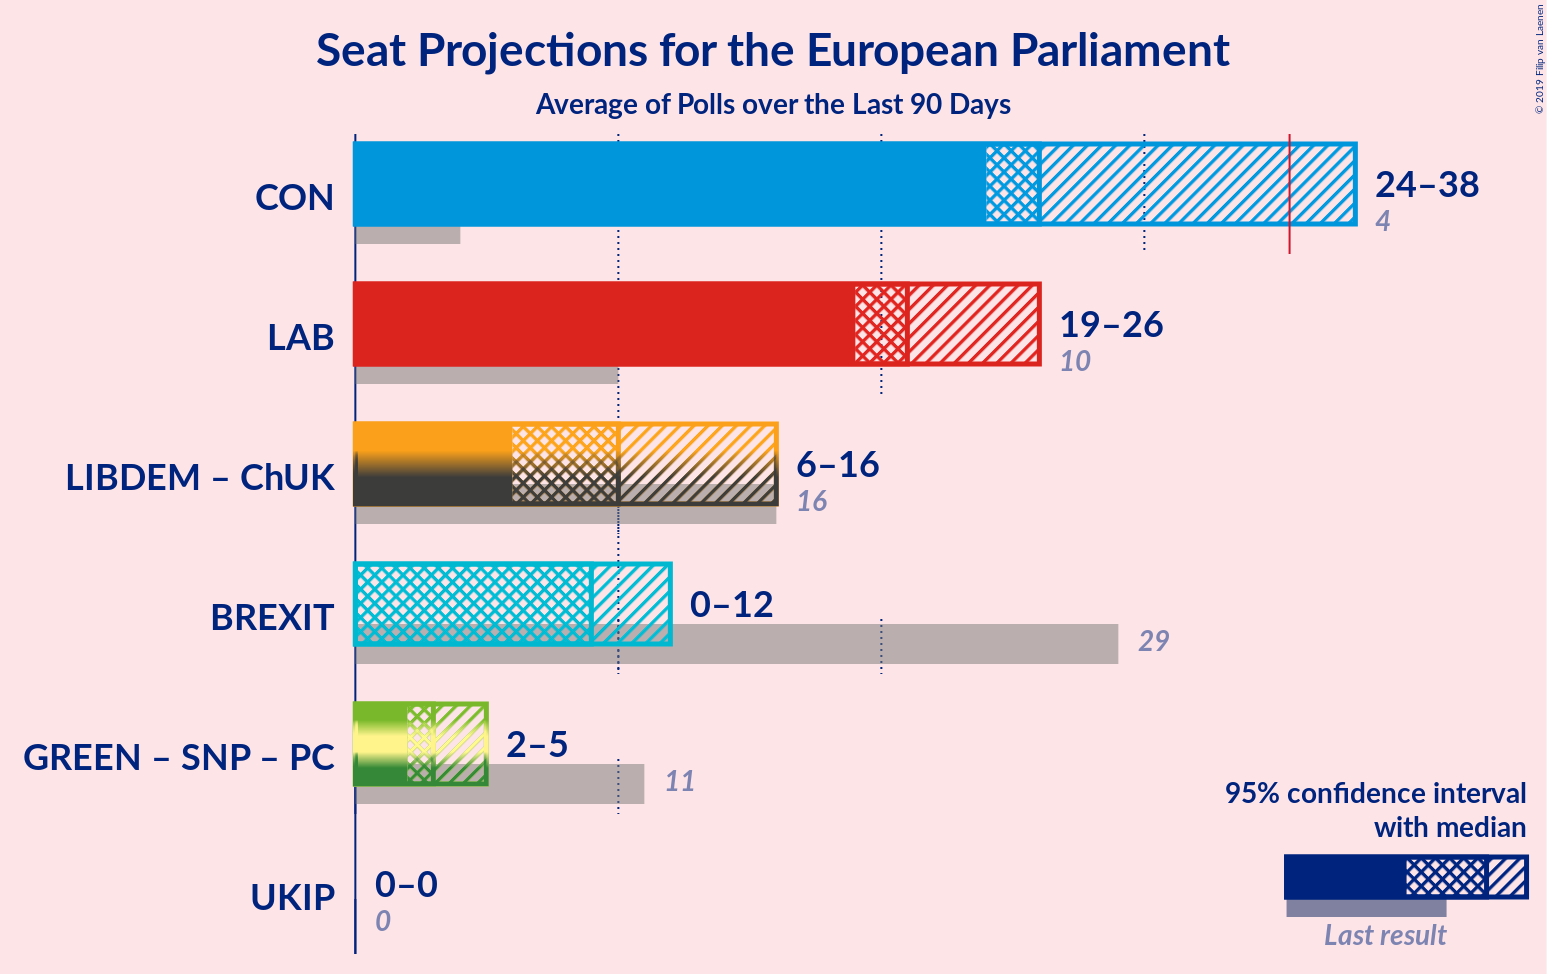 Seat Projections for the European Parliament
Average of Polls over the Last 90 Days
© 2019 Filip van Laenen
CON
24–38
4
LAB
19–26
10
LIBDEM – ChUK
6–16
16
BREXIT
0–12
29
GREEN – SNP – PC
2–5
11
UKIP
0–0
0
95% confidence interval
with median
Last result